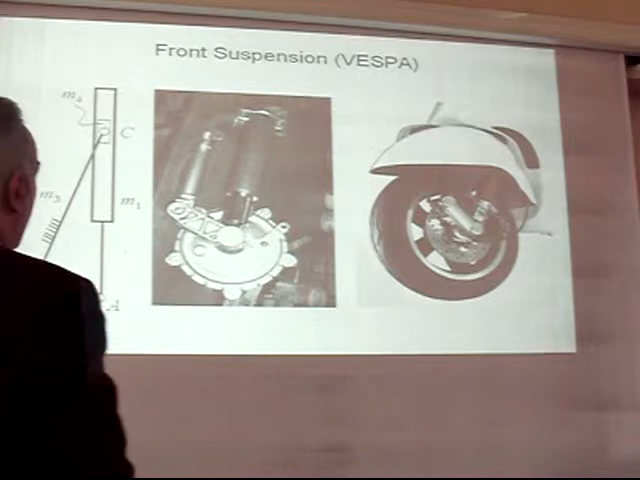 Front Suspension (VESPA)
m₄
C
m₃
m₁
A